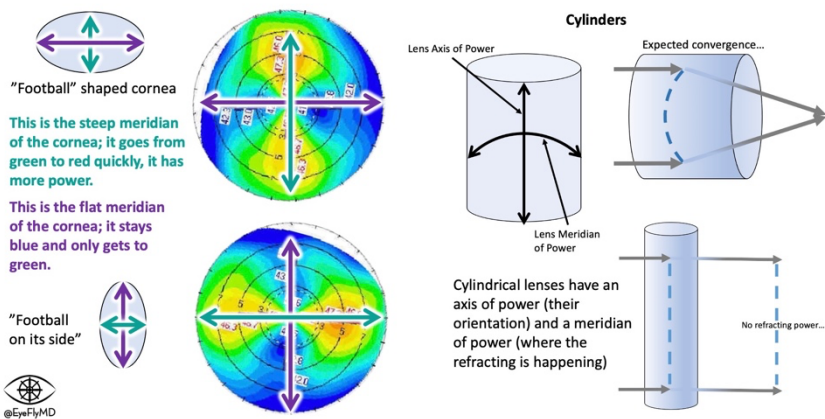 "Football" shaped cornea
This is the steep meridian
of the cornea; it goes from
green to red quickly, it has
more power.
This is the flat meridian
of the cornea; it stays
blue and only gets to
green.
"Football
on its side"
@EyeFlyMD
Cylinders
Lens Axis of Power
Lens Meridian
of Power
Expected convergence...
Cylindrical lenses have an
axis of power (their
orientation) and a meridian
of power (where the
refracting is happening)
No refracting power...